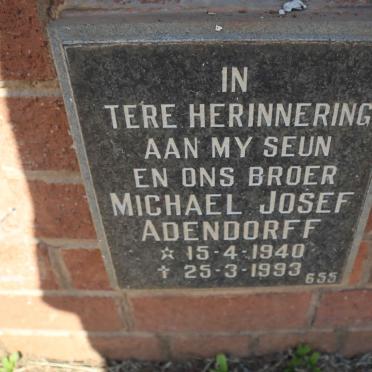 IN
TERE HERINNERING
AAN MY SEUN
EN ONS BROER
MICHAEL JOSEF
ADENDORFF
☆ 15-4-1940
✝ 25-3-1993
655